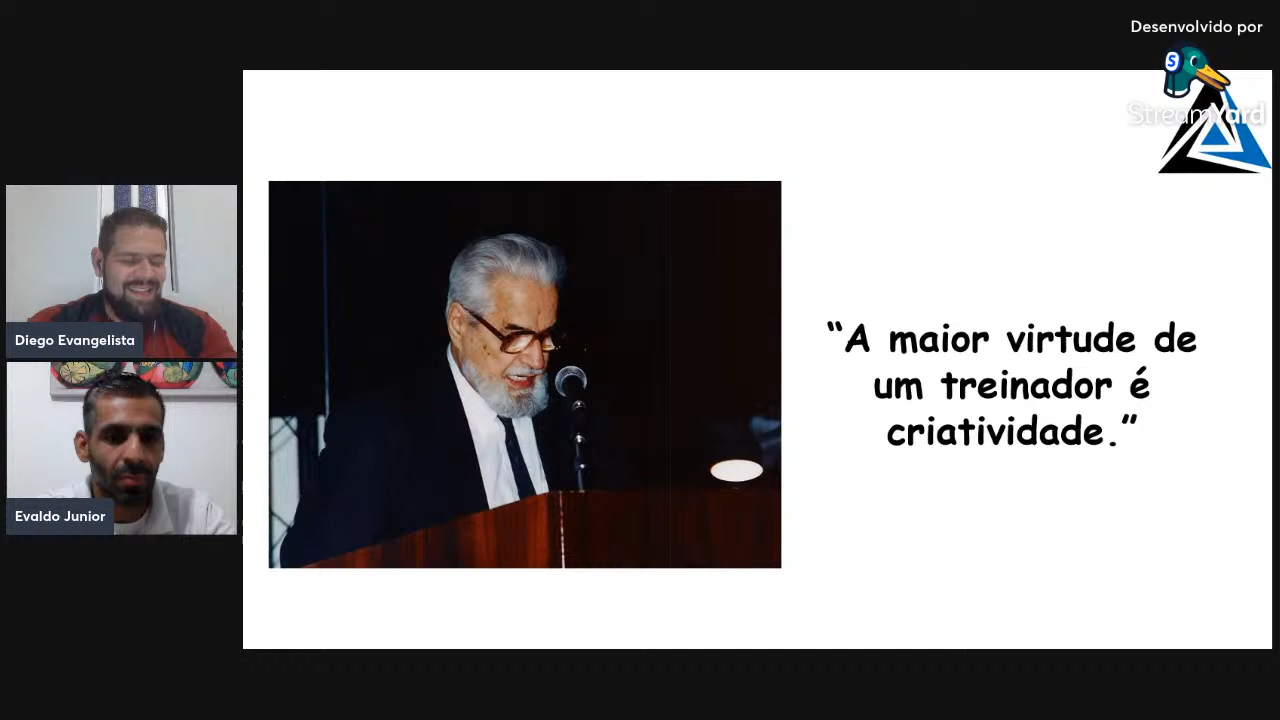 Desenvolvido por
S
StreamYard
Diego Evangelista
Evaldo Junior
“A maior virtude de
um treinador é
criatividade.”